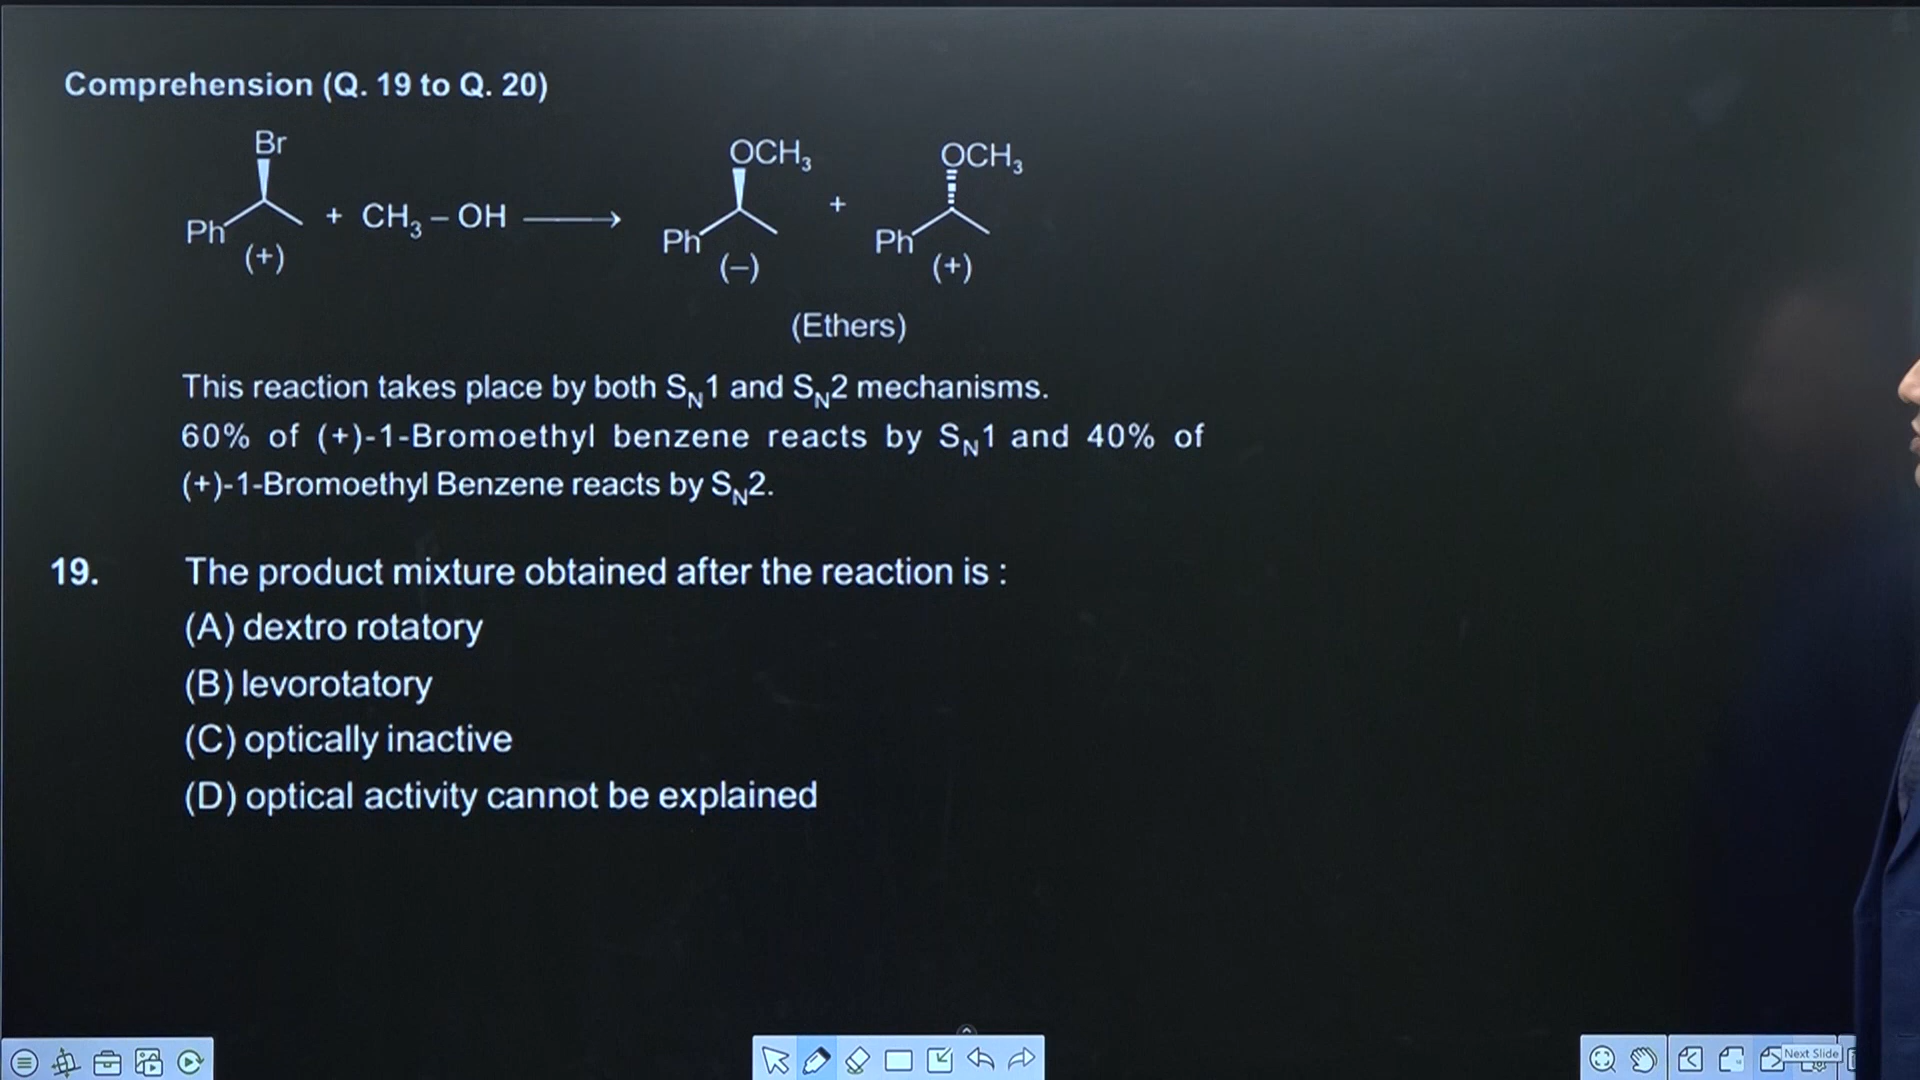 Comprehension (Q. 19 to Q. 20)
Br
OCH3
OCH3
Ph
+ CH3 – OH
Ph
+
Ph
(+)
(–)
(+)
(Ethers)
This reaction takes place by both SN1 and SN2 mechanisms.
60% of (+)-1-Bromoethyl benzene reacts by SN1 and 40% of
(+)-1-Bromoethyl Benzene reacts by SN2.
19. The product mixture obtained after the reaction is :
(A) dextro rotatory
(B) levorotatory
(C) optically inactive
(D) optical activity cannot be explained
Next Slide